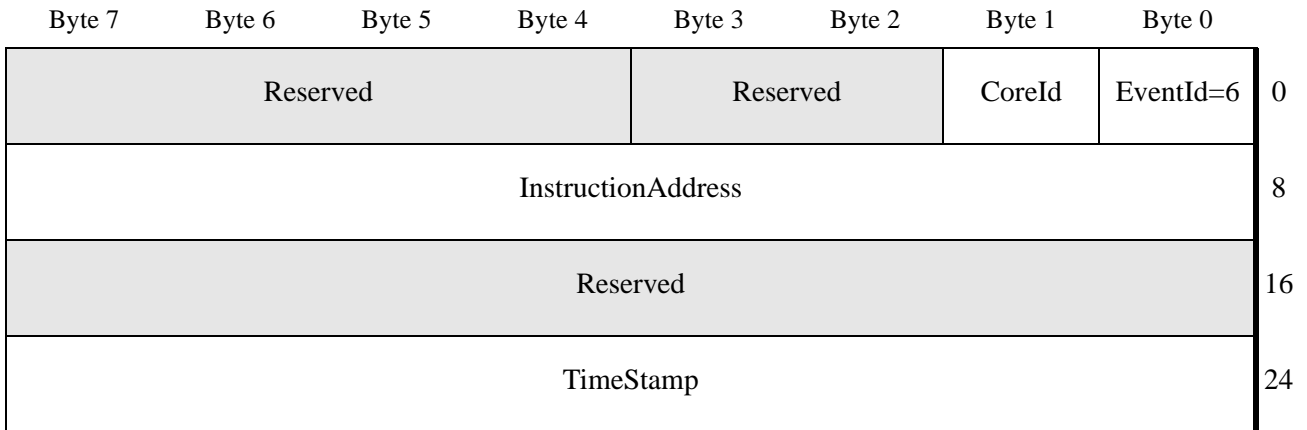 Byte 7 Byte 6 Byte 5 Byte 4 Byte 3 Byte 2 Byte 1 Byte 0
Reserved Reserved CoreId EventId=6 0
InstructionAddress 8
Reserved 16
TimeStamp 24